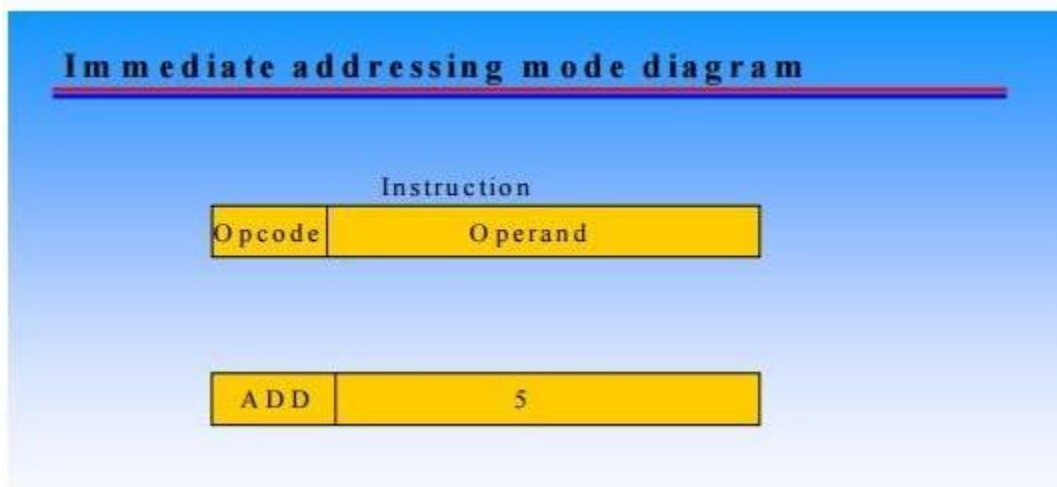 Immediate addressing mode diagram
Instruction
Opcode Operand
ADD 5